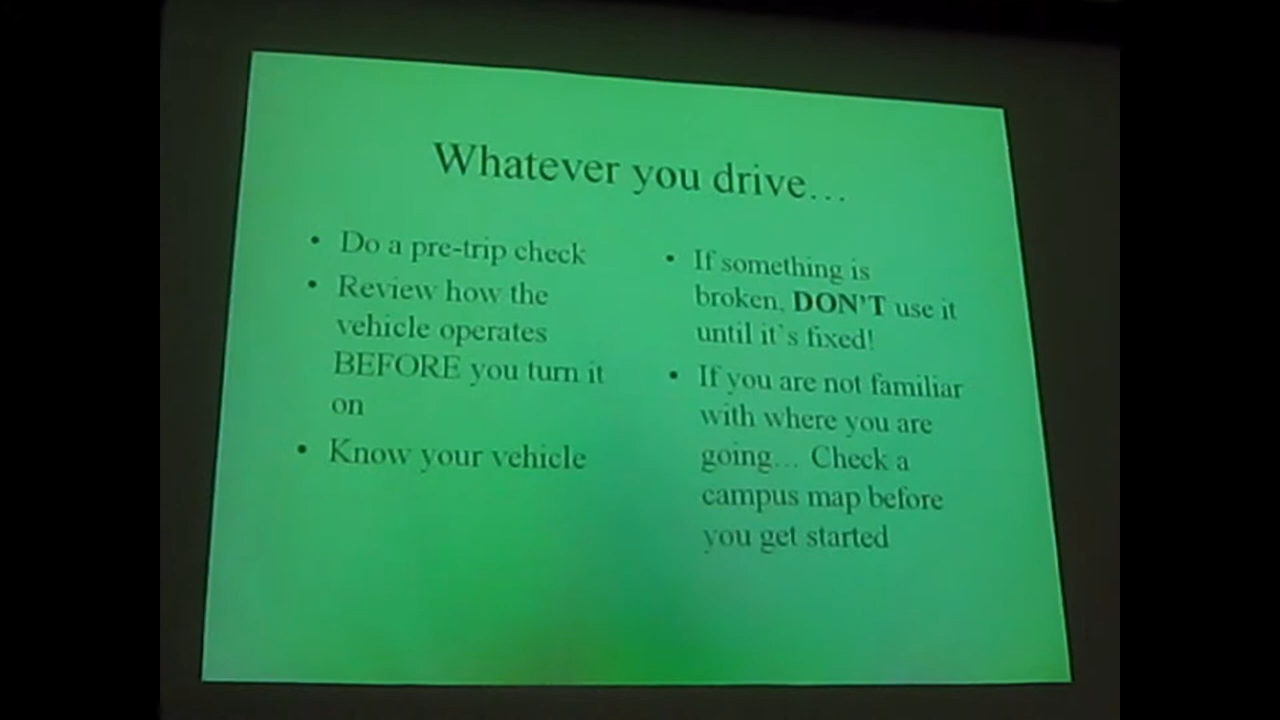 Whatever you drive...
• Do a pre-trip check
• Review how the
vehicle operates
BEFORE you turn it
on
• Know your vehicle
• If something is
broken, DON'T use it
until it's fixed!
• If you are not familiar
with where you are
going... Check a
campus map before
you get started